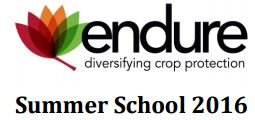 endure
diversifying crop protection
Summer School 2016